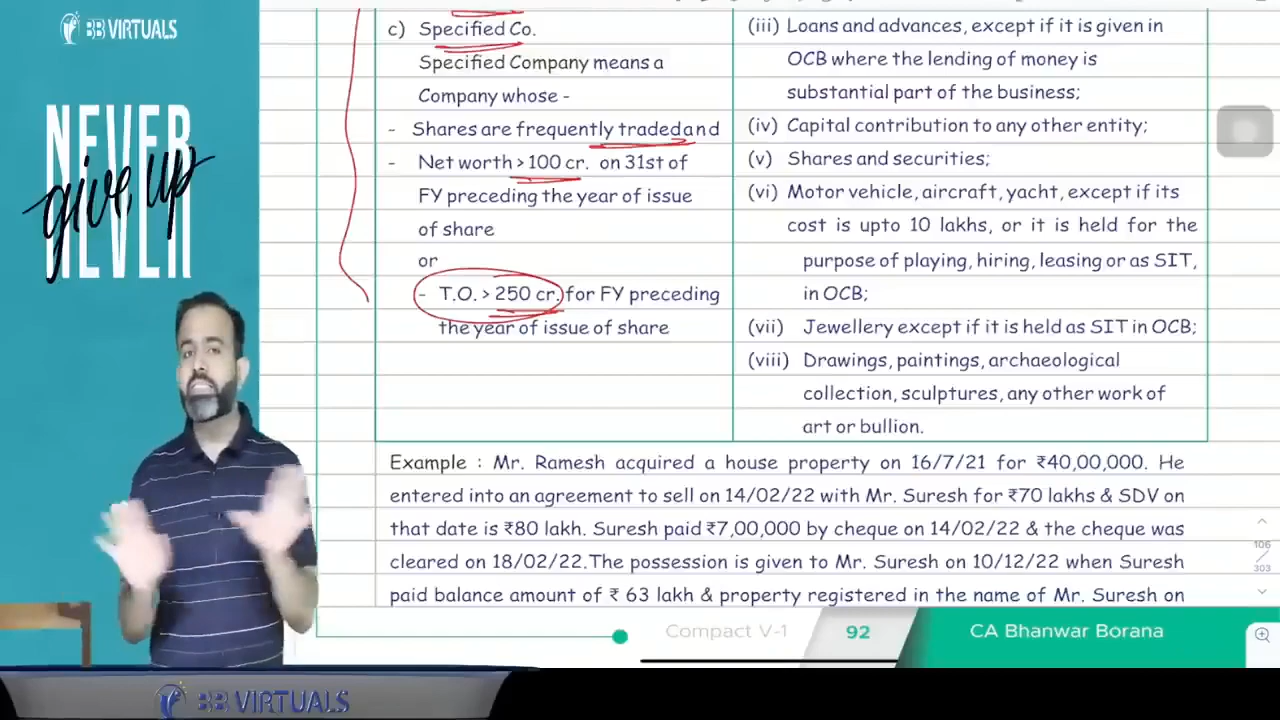 BB VIRTUALS
NEVER
give up
NEVER
c) Specified Co.
Specified Company means a
Company whose -
- Shares are frequently tradedand
- Net worth > 100 cr. on 31st of
FY preceding the year of issue
of share
or
- T.O. > 250 cr. for FY preceding
the year of issue of share
(iii) Loans and advances, except if it is given in
OCB where the lending of money is
substantial part of the business;
(iv) Capital contribution to any other entity;
(v) Shares and securities;
(vi) Motor vehicle, aircraft, yacht, except if its
cost is upto 10 lakhs, or it is held for the
purpose of playing, hiring, leasing or as SIT,
in OCB;
(vii) Jewellery except if it is held as SIT in OCB;
(viii) Drawings, paintings, archaeological
collection, sculptures, any other work of
art or bullion.
Example : Mr. Ramesh acquired a house property on 16/7/21 for ₹40,00,000. He
entered into an agreement to sell on 14/02/22 with Mr. Suresh for ₹70 lakhs & SDV on
that date is ₹80 lakh. Suresh paid ₹7,00,000 by cheque on 14/02/22 & the cheque was
cleared on 18/02/22.The possession is given to Mr. Suresh on 10/12/22 when Suresh
paid balance amount of ₹ 63 lakh & property registered in the name of Mr. Suresh on
106
303
Compact V-1
92
CA Bhanwar Borana
BB VIRTUALS